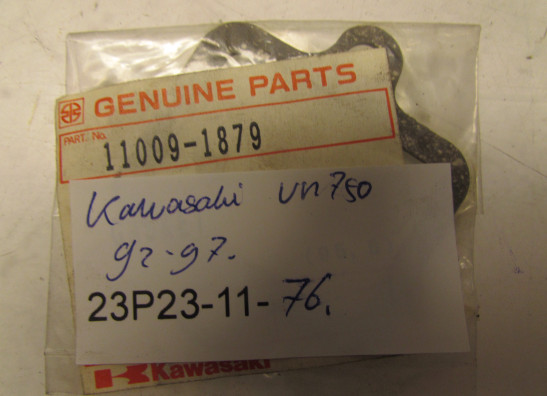 GENUINE PARTS
PART No.
11009-1879
Kawasaki vn750
92-97.
23P23-11-76.
Kawasaki